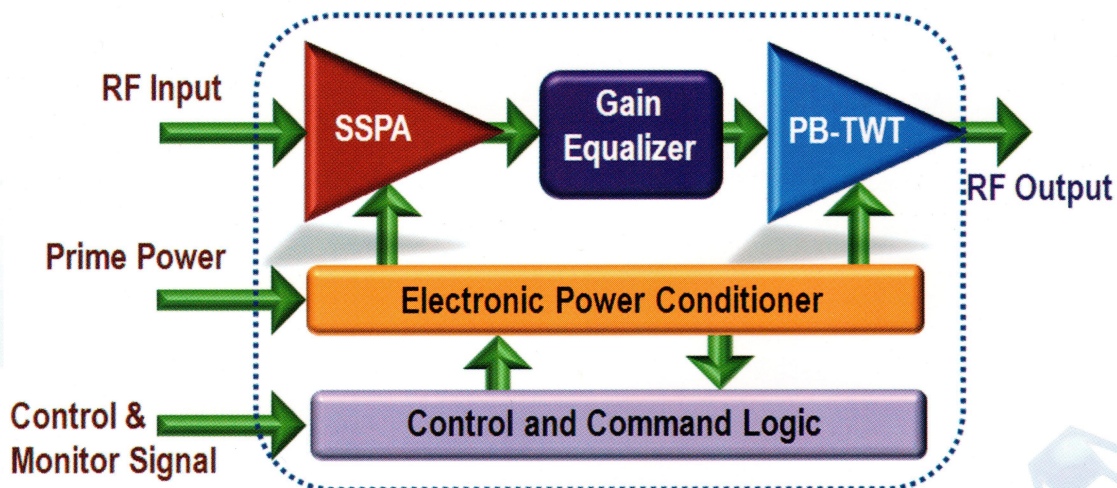 RF Input
SSPA
Gain
Equalizer
PB-TWT
RF Output
Prime Power
Electronic Power Conditioner
Control &
Monitor Signal
Control and Command Logic